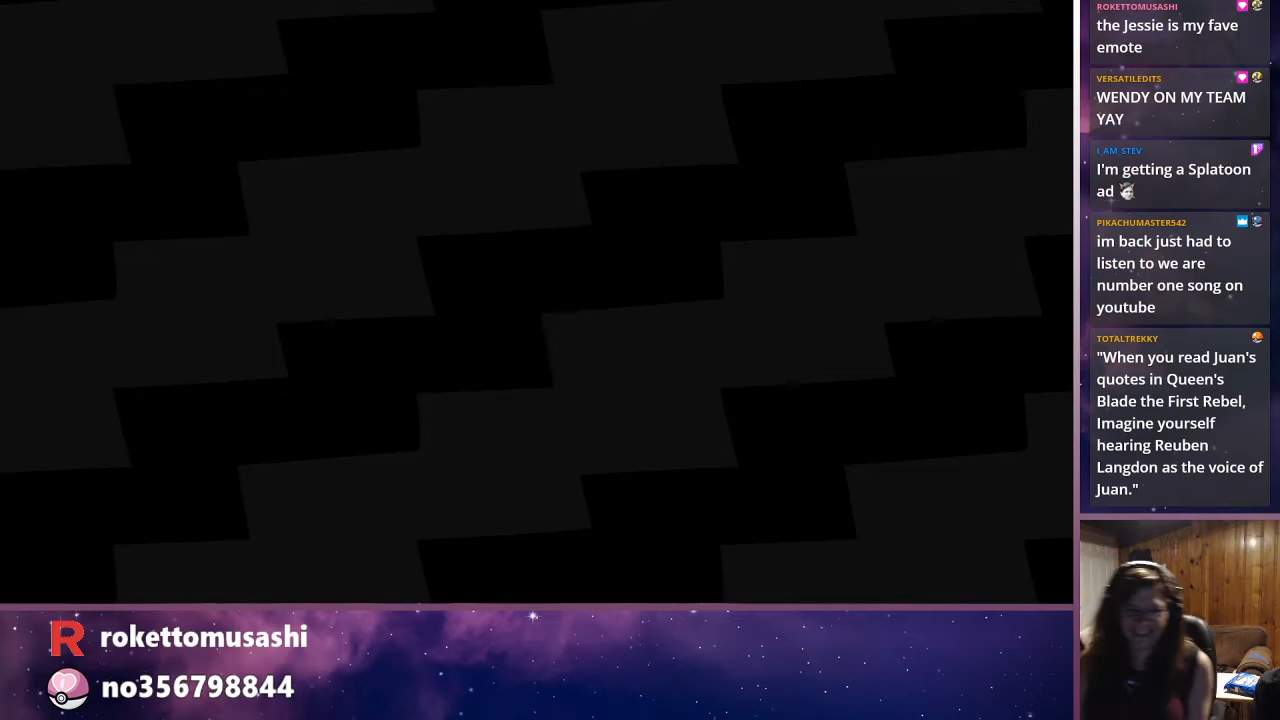 ROKETTOMUSASHI
the Jessie is my fave
emote
VERSATILEDITS
WENDY ON MY TEAM
YAY
I_AM_STEV
I'm getting a Splatoon
ad
PIKACHUMASTER542
im back just had to
listen to we are
number one song on
youtube
TOTALTREKKY
"When you read Juan's
quotes in Queen's
Blade the First Rebel,
Imagine yourself
hearing Reuben
Langdon as the voice of
Juan."
R rokettomusashi
no356798844